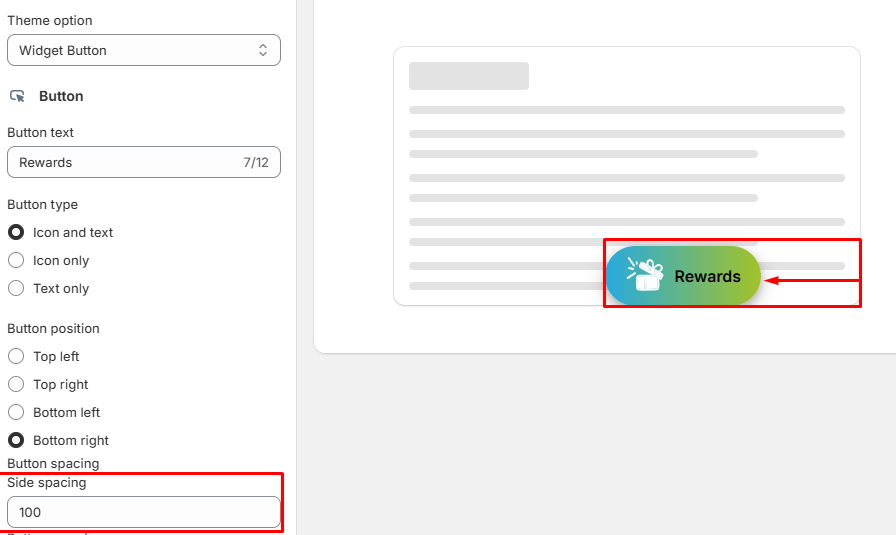 Theme option
Widget Button
Button
Button text
Rewards 7/12
Button type
Icon and text
Icon only
Text only
Button position
Top left
Top right
Bottom left
Bottom right
Button spacing
Side spacing
100
Rewards